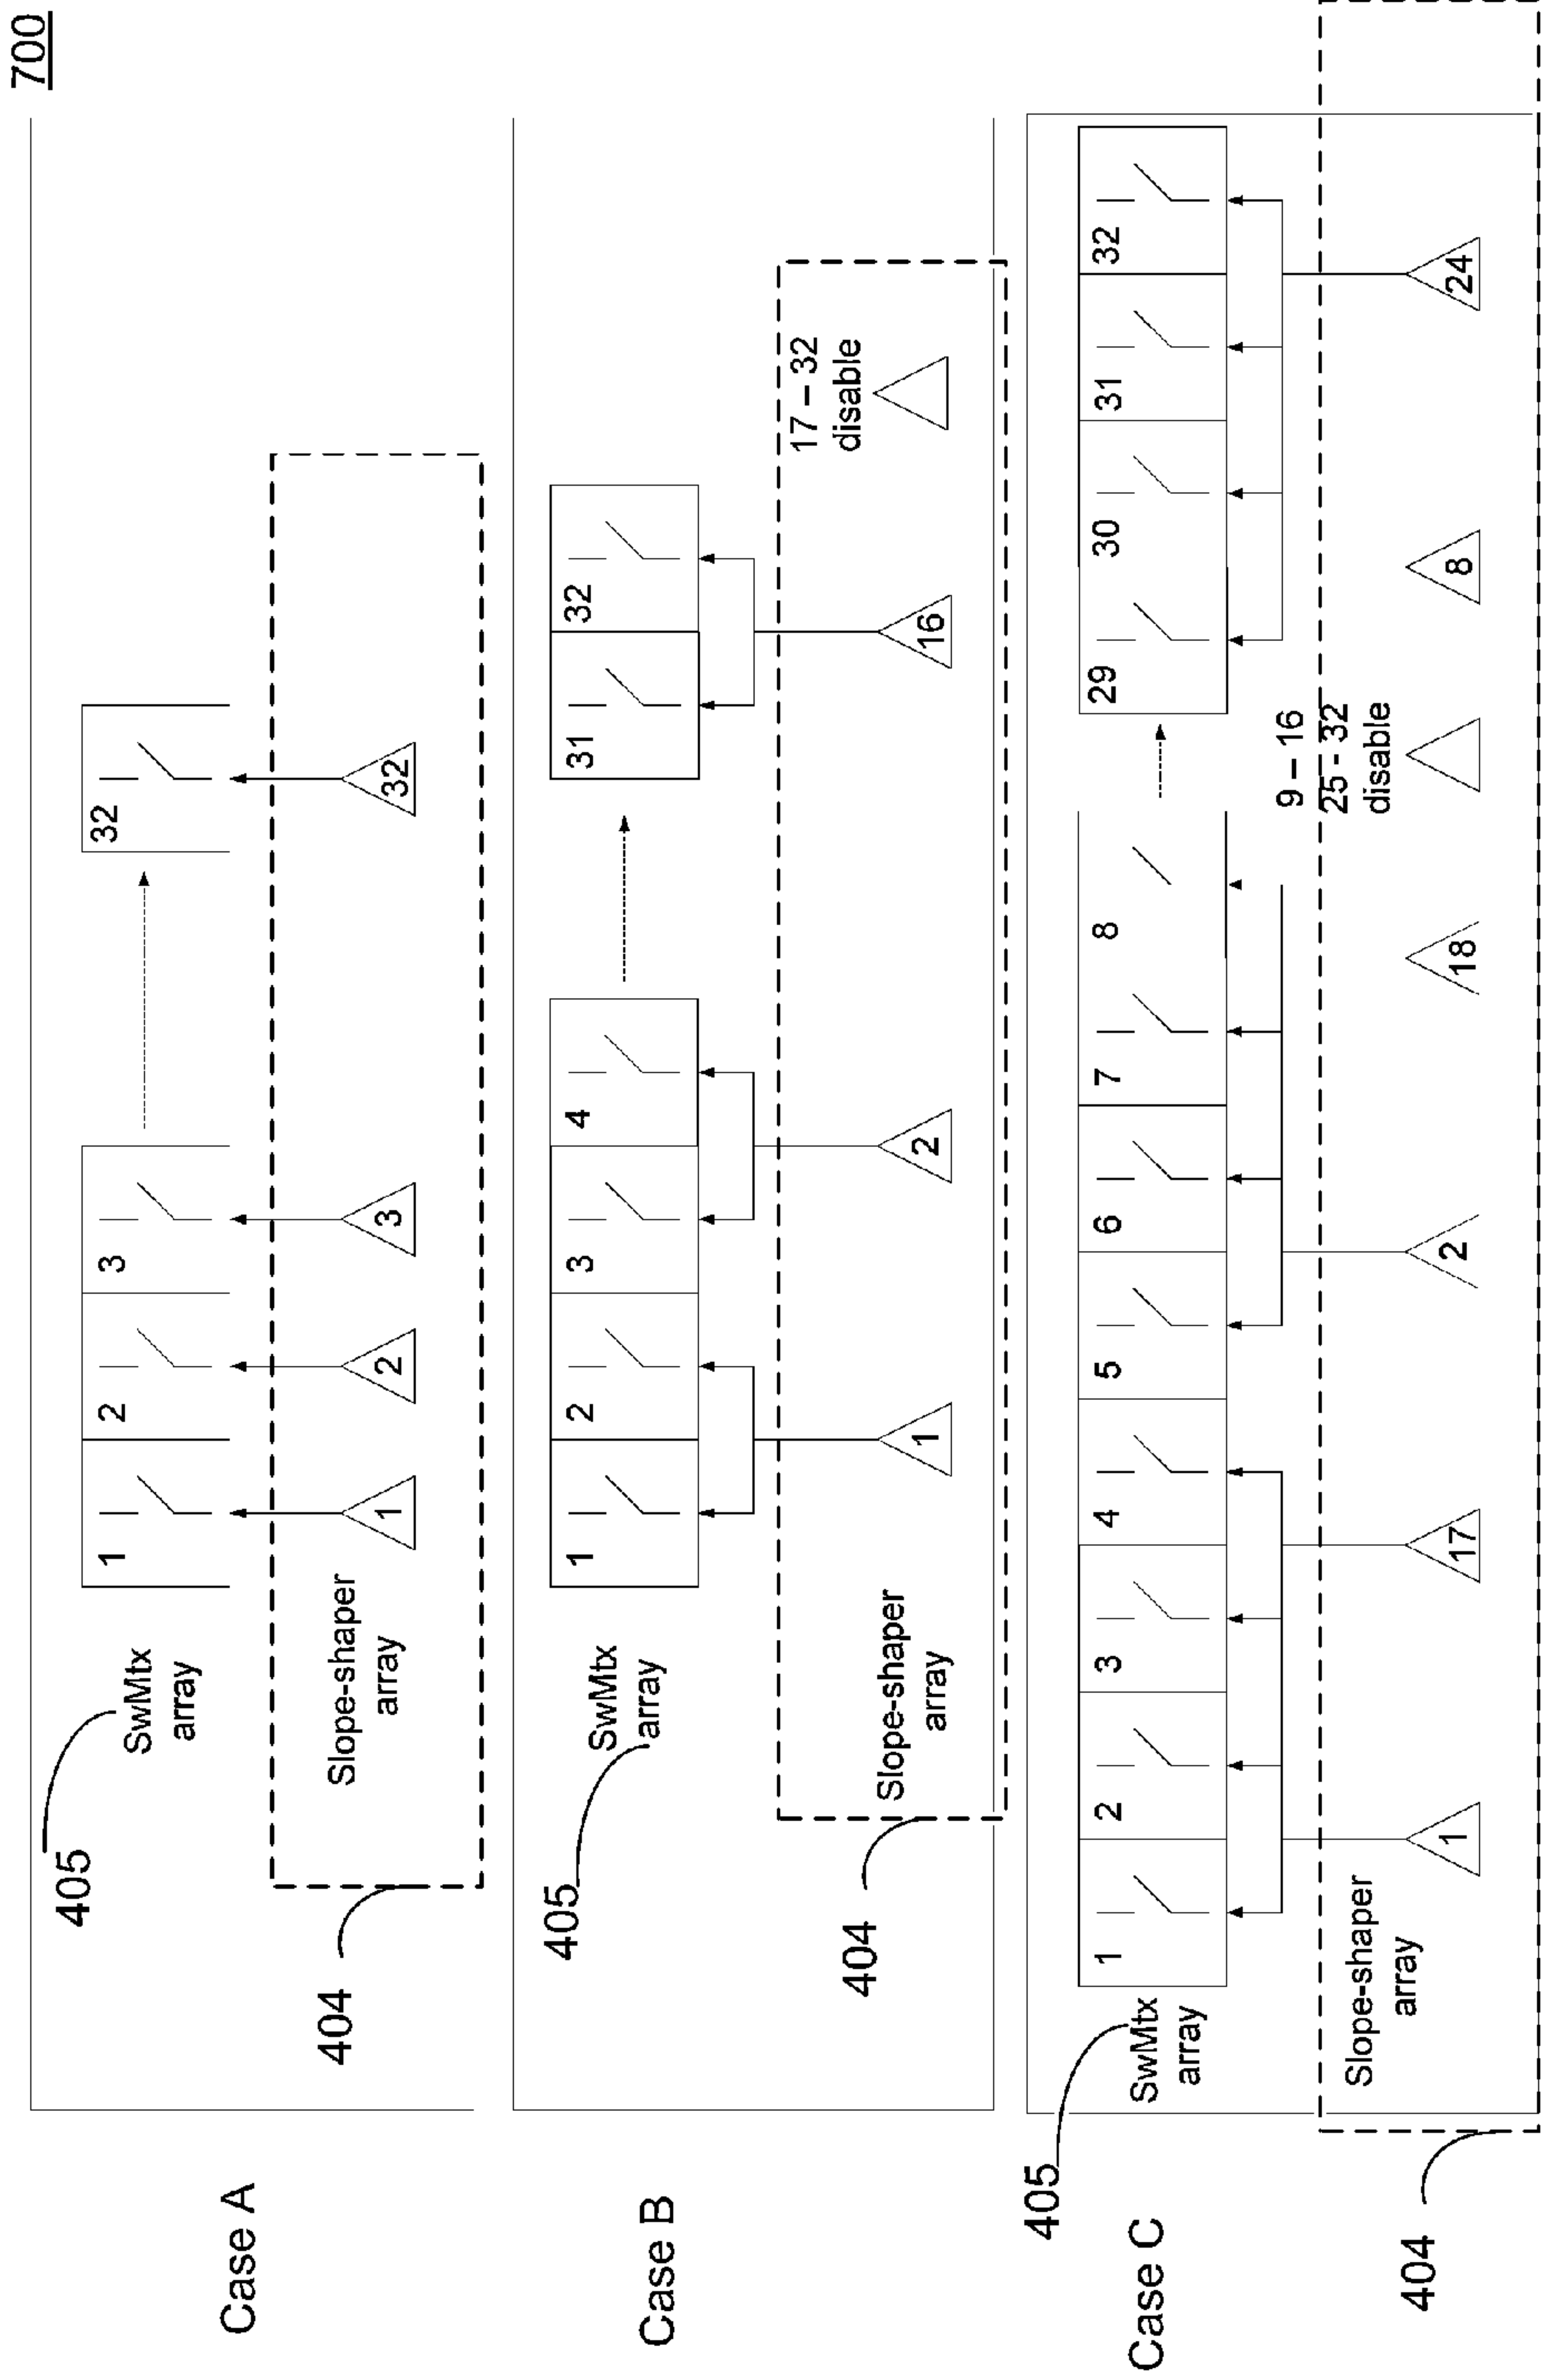 700
Case A
405
SwMtx
array
1
2
3
32
404
Slope-shaper
array
1
2
3
32
Case B
405
SwMtx
array
1
2
3
4
31
32
404
Slope-shaper
array
1
2
16
17 – 32
disable
Case C
405
SwMtx
array
1
2
3
4
5
6
7
8
29
30
31
32
404
Slope-shaper
array
1
17
2
18
9 – 16
25 - 32
disable
8
24